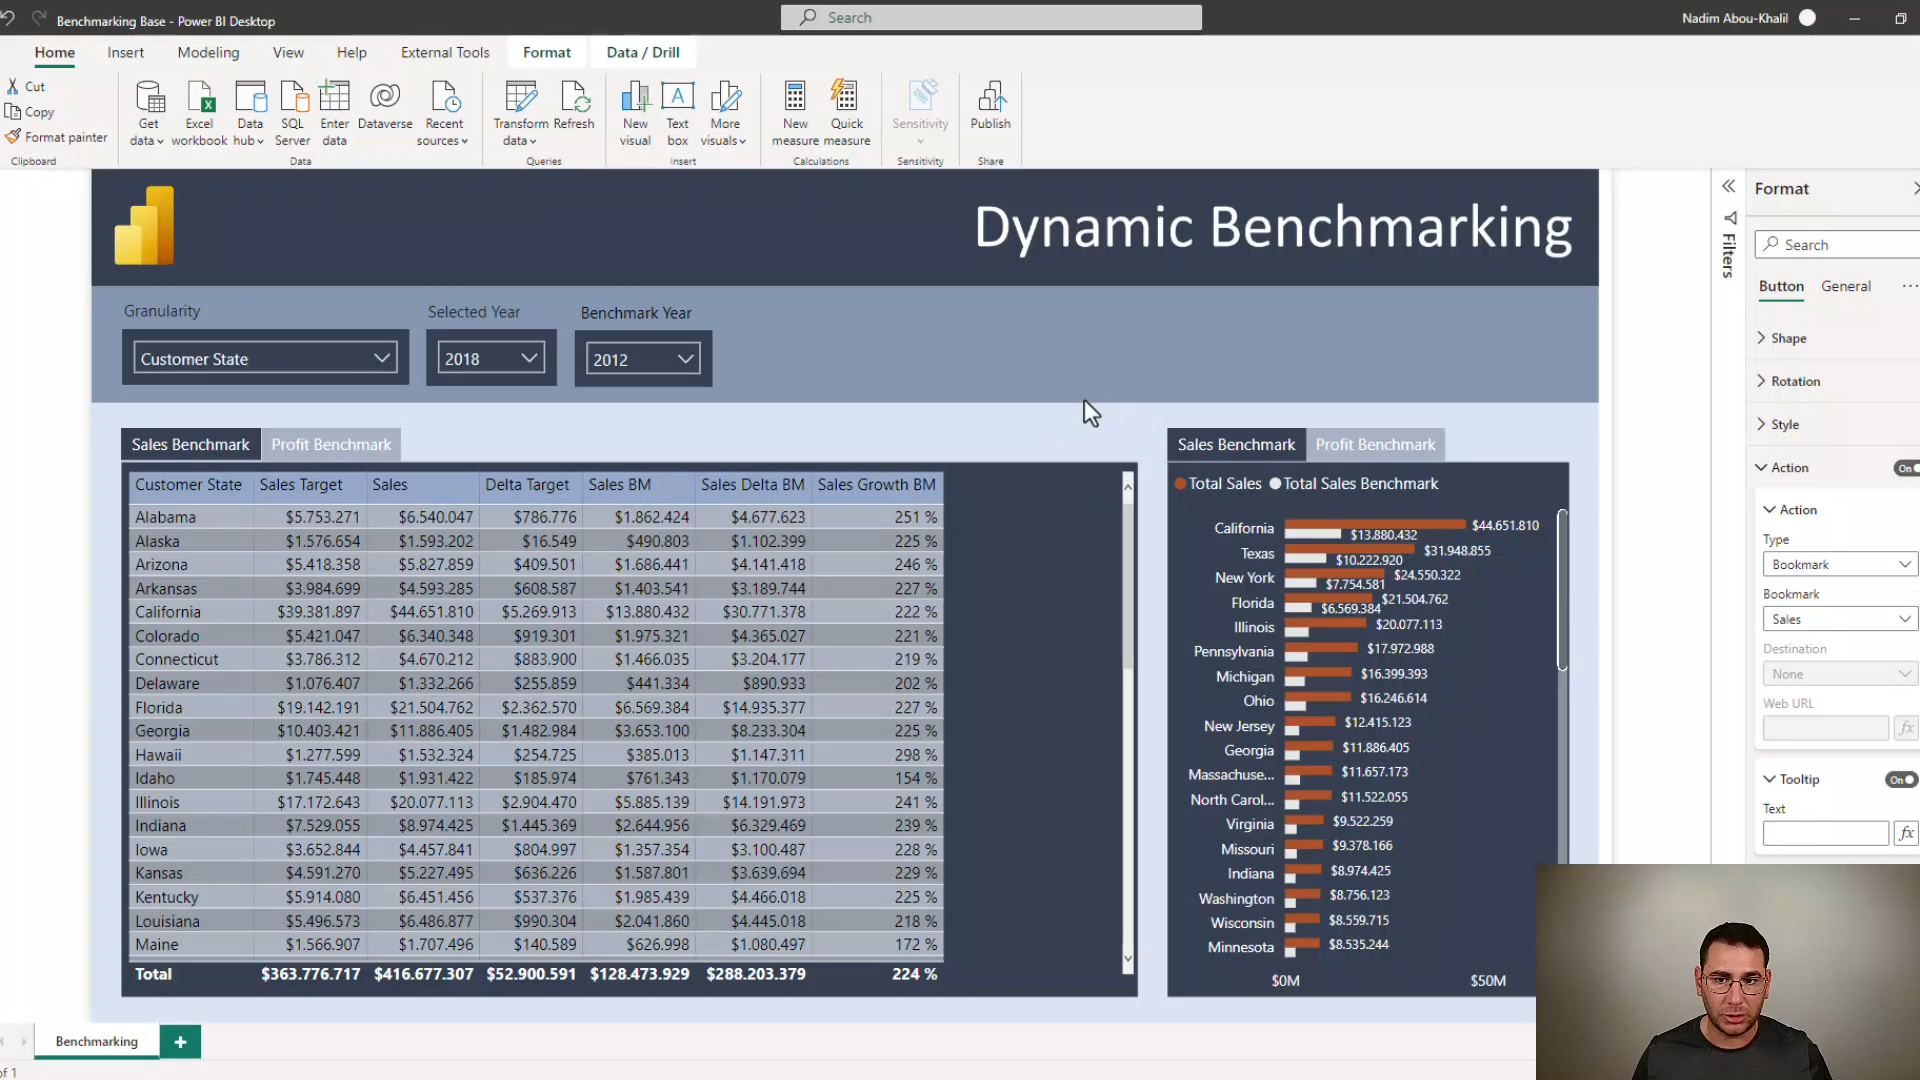 Benchmarking Base - Power BI Desktop
Search
Nadim Abou-Khalil
Home Insert Modeling View Help External Tools Format Data / Drill
Cut
Copy
Format painter
Clipboard
Get data
Excel workbook
Data hub
SQL Server
Enter data
Dataverse
Recent sources
Data
Transform data
Refresh
Queries
New visual
Text box
More visuals
Insert
New measure
Quick measure
Calculations
Sensitivity
Sensitivity
Publish
Share
Dynamic Benchmarking
Granularity
Customer State
Selected Year
2018
Benchmark Year
2012
Sales Benchmark Profit Benchmark
Customer State Sales Target Sales Delta Target Sales BM Sales Delta BM Sales Growth BM
Alabama $5.753.271 $6.540.047 $786.776 $1.862.424 $4.677.623 251 %
Alaska $1.576.654 $1.593.202 $16.549 $490.803 $1.102.399 225 %
Arizona $5.418.358 $5.827.859 $409.501 $1.686.441 $4.141.418 246 %
Arkansas $3.984.699 $4.593.285 $608.587 $1.403.541 $3.189.744 227 %
California $39.381.897 $44.651.810 $5.269.913 $13.880.432 $30.771.378 222 %
Colorado $5.421.047 $6.340.348 $919.301 $1.975.321 $4.365.027 221 %
Connecticut $3.786.312 $4.670.212 $883.900 $1.466.035 $3.204.177 219 %
Delaware $1.076.407 $1.332.266 $255.859 $441.334 $890.933 202 %
Florida $19.142.191 $21.504.762 $2.362.570 $6.569.384 $14.935.377 227 %
Georgia $10.403.421 $11.886.405 $1.482.984 $3.653.100 $8.233.304 225 %
Hawaii $1.277.599 $1.532.324 $254.725 $385.013 $1.147.311 298 %
Idaho $1.745.448 $1.931.422 $185.974 $761.343 $1.170.079 154 %
Illinois $17.172.643 $20.077.113 $2.904.470 $5.885.139 $14.191.973 241 %
Indiana $7.529.055 $8.974.425 $1.445.369 $2.644.956 $6.329.469 239 %
Iowa $3.652.844 $4.457.841 $804.997 $1.357.354 $3.100.487 228 %
Kansas $4.591.270 $5.227.495 $636.226 $1.587.801 $3.639.694 229 %
Kentucky $5.914.080 $6.451.456 $537.376 $1.985.439 $4.466.018 225 %
Louisiana $5.496.573 $6.486.877 $990.304 $2.041.860 $4.445.018 218 %
Maine $1.566.907 $1.707.496 $140.589 $626.998 $1.080.497 172 %
Total $363.776.717 $416.677.307 $52.900.591 $128.473.929 $288.203.379 224 %
Sales Benchmark Profit Benchmark
Total Sales Total Sales Benchmark
California $44.651.810
$13.880.432
Texas $31.948.855
$10.222.920
New York $24.550.322
$7.754.581
Florida $21.504.762
$6.569.384
Illinois $20.077.113
Pennsylvania $17.972.988
Michigan $16.399.393
Ohio $16.246.614
New Jersey $12.415.123
Georgia $11.886.405
Massachuse... $11.657.173
North Carol... $11.522.055
Virginia $9.522.259
Missouri $9.378.166
Indiana $8.974.425
Washington $8.756.123
Wisconsin $8.559.715
Minnesota $8.535.244
$0M $50M
Filters
Format
Search
Button General
Shape
Rotation
Style
Action On
Action
Type
Bookmark
Bookmark
Sales
Destination
None
Web URL
fx
Tooltip On
Text
fx
Benchmarking
of 1